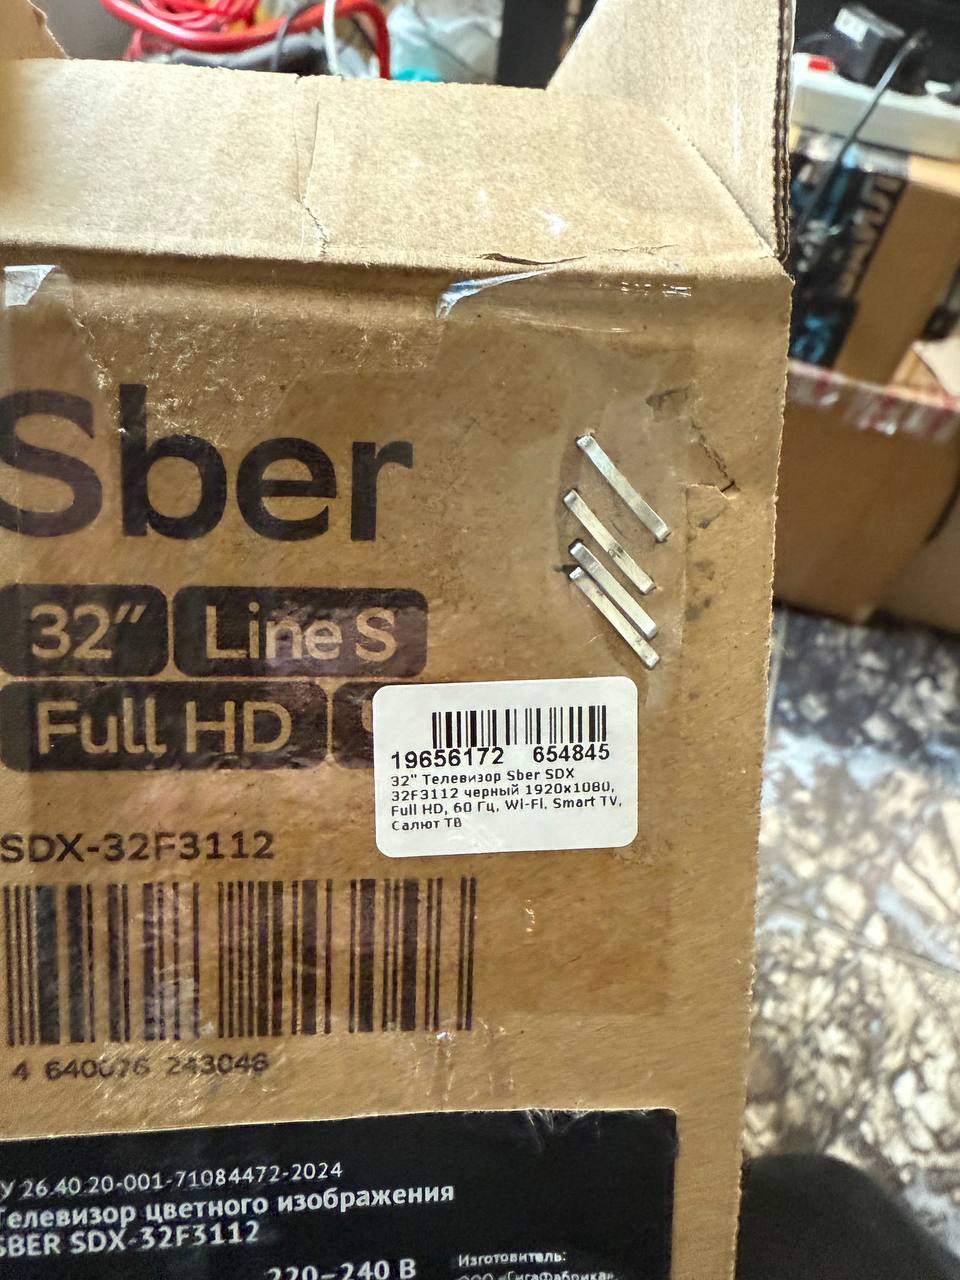 Sber
32″ Line S
Full HD
19656172 654845
32" Телевизор Sber SDX
32F3112 черный 1920x1080,
Full HD, 60 Гц, Wi-Fi, Smart TV,
Салют ТВ
SDX-32F3112
4 640076 243046
У 26.40.20-001-71084472-2024
Телевизор цветного изображения
SBER SDX-32F3112
220–240 В
Изготовитель:
ООО «ГигаФабрика»,